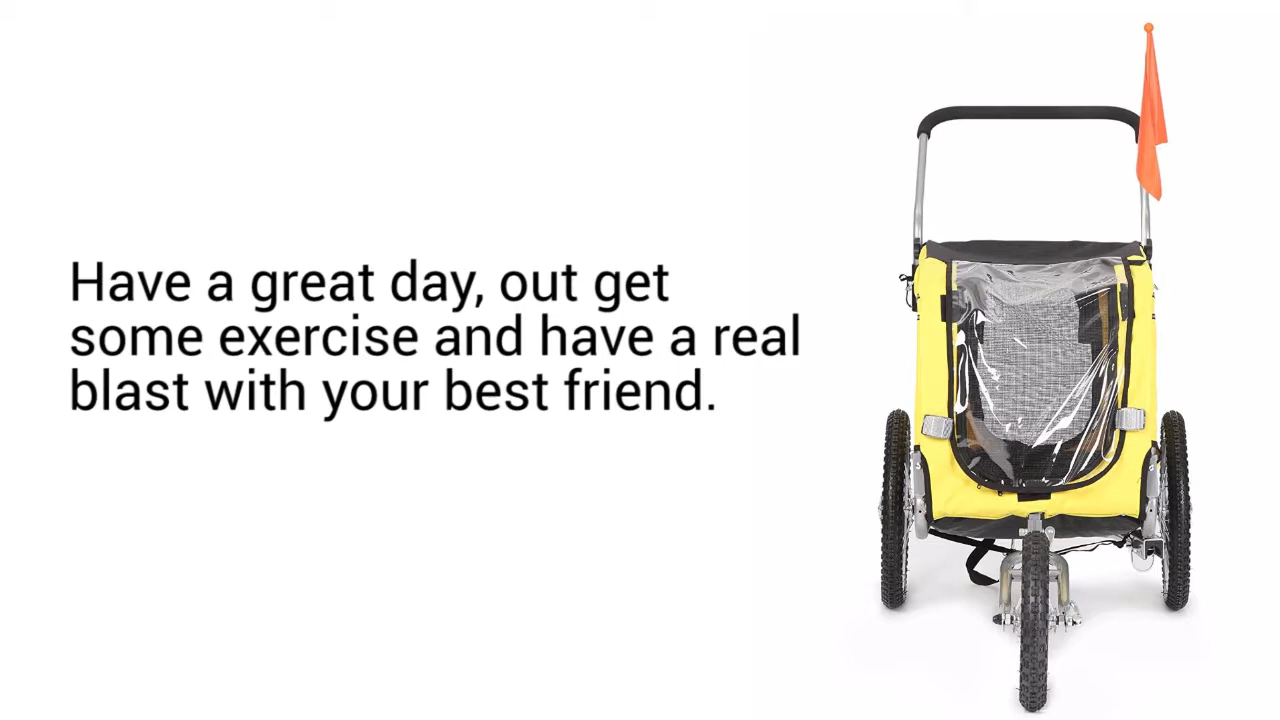 Have a great day, out get
some exercise and have a real
blast with your best friend.